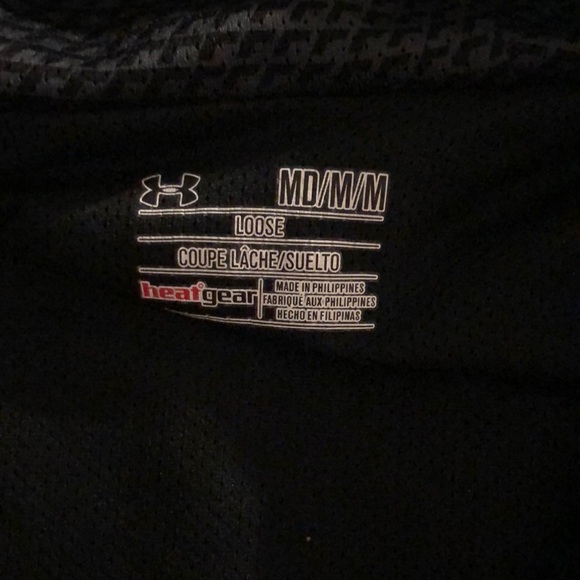 MD/M/M
LOOSE
COUPE LÂCHE/SUELTO
heatgear
MADE IN PHILIPPINES
FABRIQUÉ AUX PHILIPPINES
HECHO EN FILIPINAS